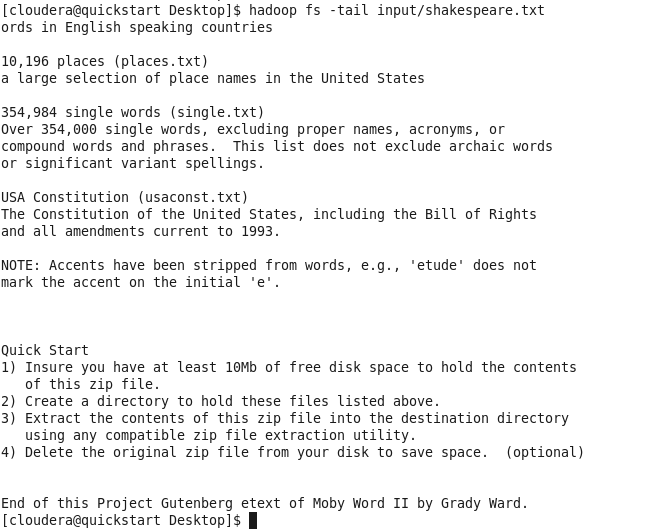 [cloudera@quickstart Desktop]$ hadoop fs -tail input/shakespeare.txt
ords in English speaking countries

10,196 places (places.txt)
a large selection of place names in the United States

354,984 single words (single.txt)
Over 354,000 single words, excluding proper names, acronyms, or
compound words and phrases.  This list does not exclude archaic words
or significant variant spellings.

USA Constitution (usaconst.txt)
The Constitution of the United States, including the Bill of Rights
and all amendments current to 1993.

NOTE: Accents have been stripped from words, e.g., 'etude' does not
mark the accent on the initial 'e'.

Quick Start
1) Insure you have at least 10Mb of free disk space to hold the contents
   of this zip file.
2) Create a directory to hold these files listed above.
3) Extract the contents of this zip file into the destination directory
   using any compatible zip file extraction utility.
4) Delete the original zip file from your disk to save space.  (optional)

End of this Project Gutenberg etext of Moby Word II by Grady Ward.
[cloudera@quickstart Desktop]$